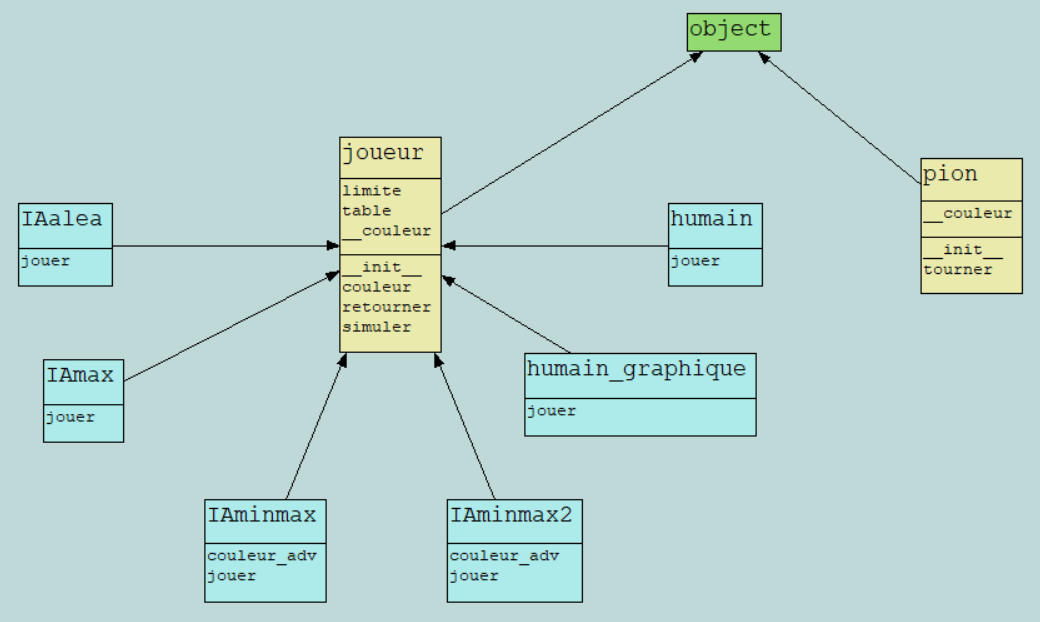 object
joueur
limite
table
__couleur
__init__
couleur
retourner
simuler
pion
__couleur
__init__
tourner
IAalea
jouer
humain
jouer
IAmax
jouer
humain_graphique
jouer
IAminmax
couleur_adv
jouer
IAminmax2
couleur_adv
jouer